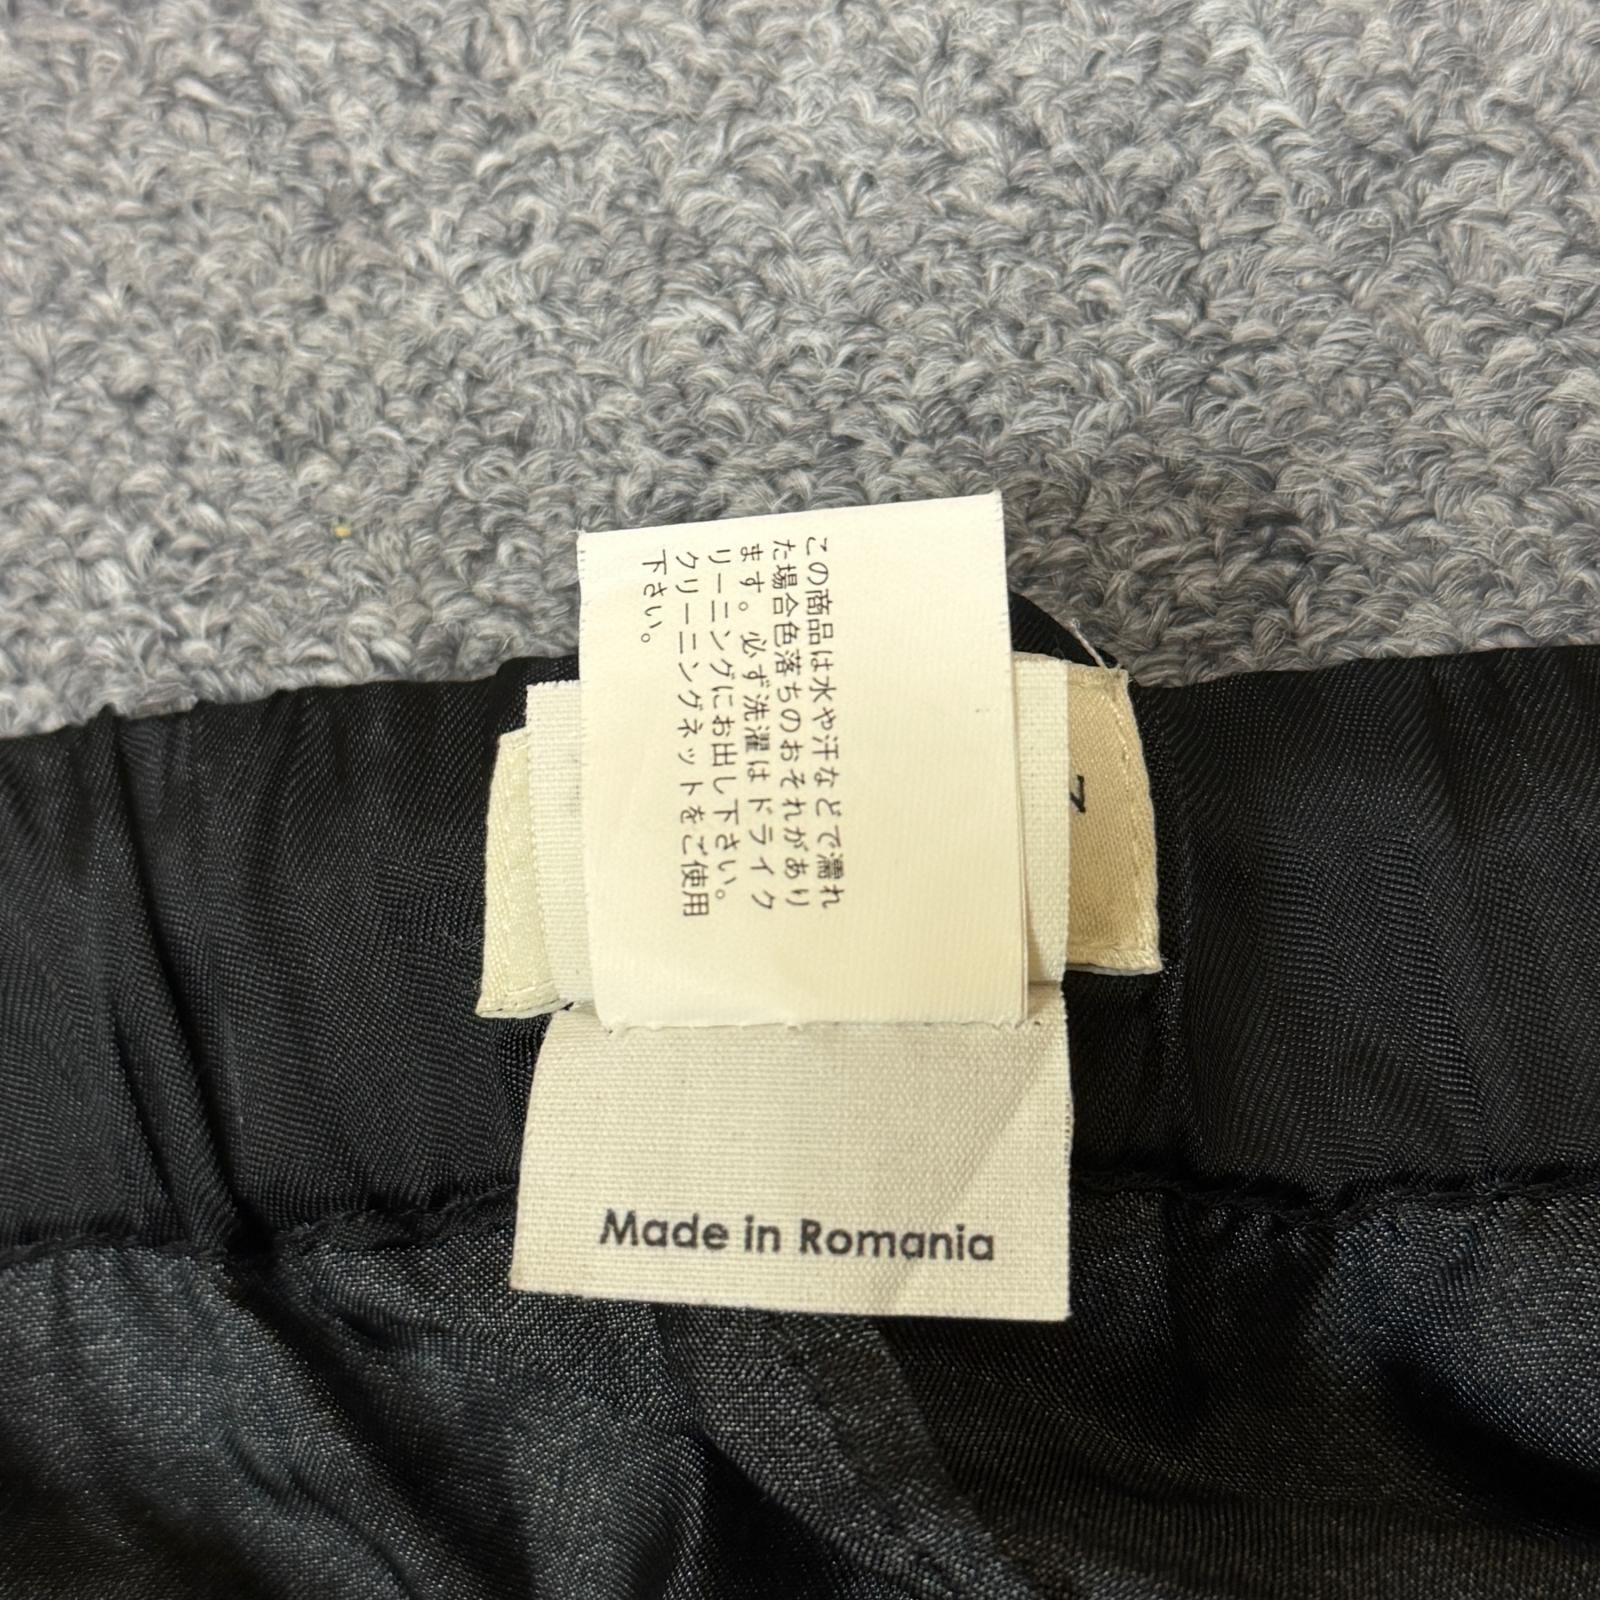 この商品は水や汗などで濡れ
た場合色落ちのおそれがあり
ます。必ず洗濯はドライク
リーニングにお出し下さい。
クリーニングネットをご使用
下さい。
Made in Romania